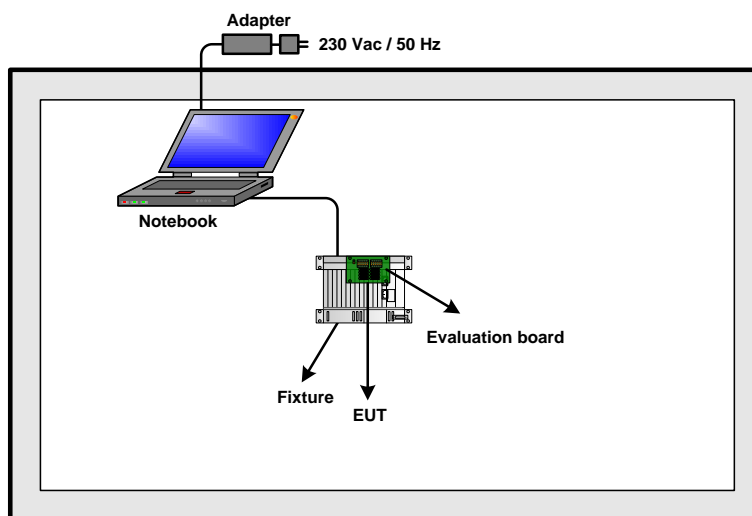 Adapter
230 Vac / 50 Hz
Notebook
Evaluation board
Fixture
EUT